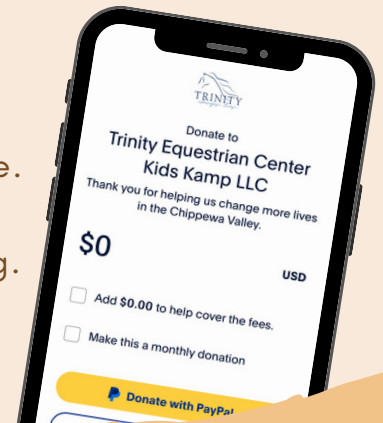 TRINITY
Donate to
Trinity Equestrian Center
Kids Kamp LLC
Thank you for helping us change more lives
in the Chippewa Valley.
$0
USD
Add $0.00 to help cover the fees.
Make this a monthly donation
Donate with PayPal